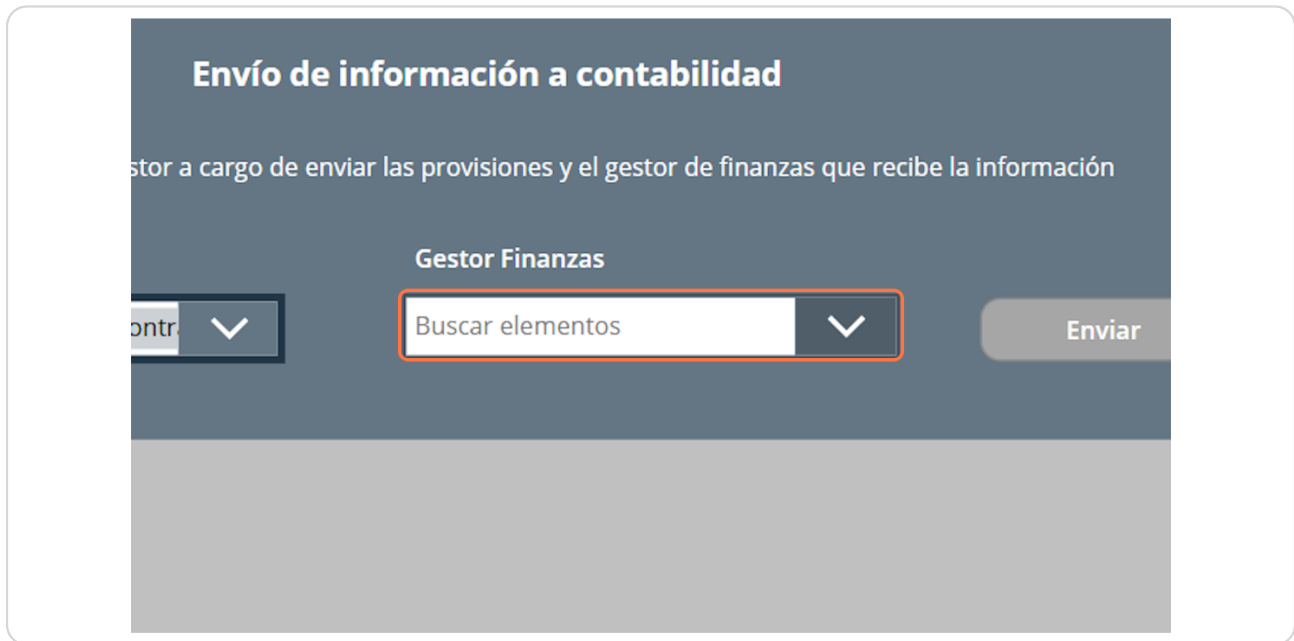 Envío de información a contabilidad
stor a cargo de enviar las provisiones y el gestor de finanzas que recibe la información
Gestor Finanzas
ontr
Buscar elementos
Enviar